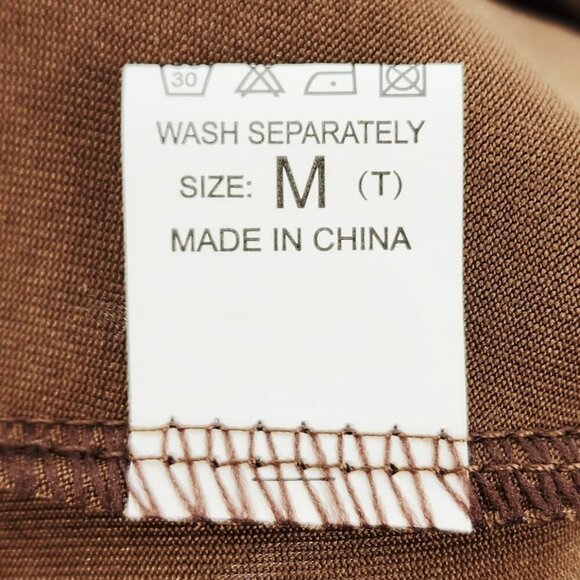 30
WASH SEPARATELY
SIZE: M (T)
MADE IN CHINA